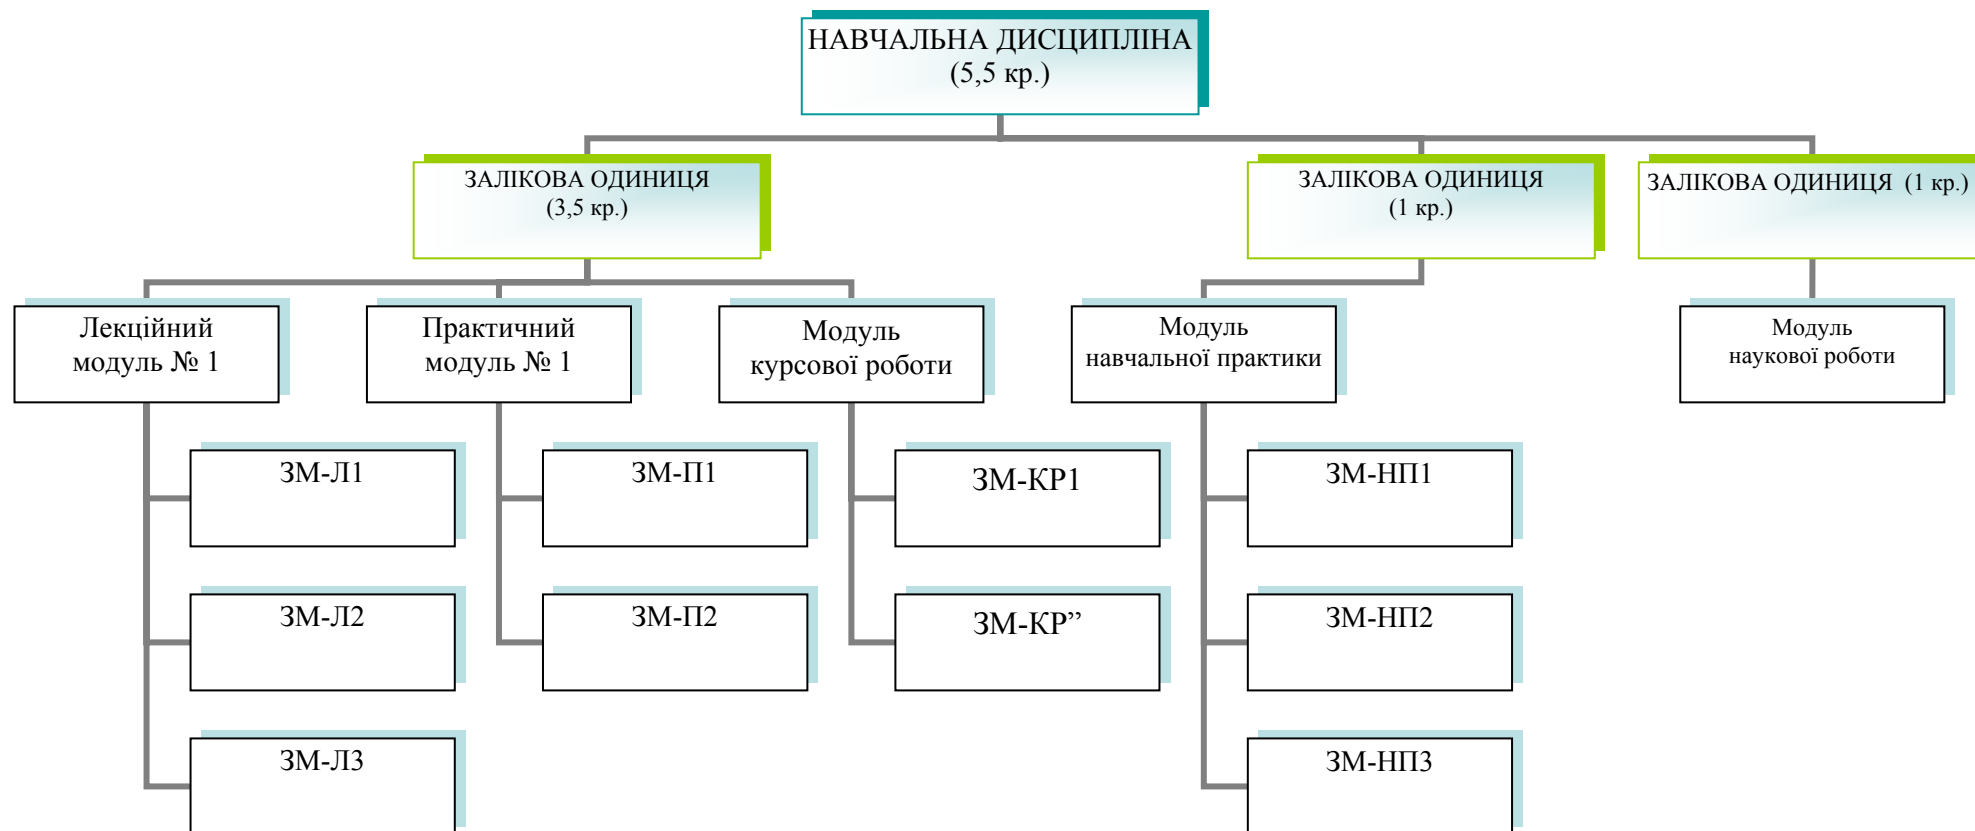 НАВЧАЛЬНА ДИСЦИПЛІНА
(5,5 кр.)
ЗАЛІКОВА ОДИНИЦЯ
(3,5 кр.)
ЗАЛІКОВА ОДИНИЦЯ
(1 кр.)
ЗАЛІКОВА ОДИНИЦЯ (1 кр.)
Лекційний
модуль № 1
Практичний
модуль № 1
Модуль
курсової роботи
Модуль
навчальної практики
Модуль
наукової роботи
ЗМ-Л1
ЗМ-П1
ЗМ-КР1
ЗМ-НП1
ЗМ-Л2
ЗМ-П2
ЗМ-КР”
ЗМ-НП2
ЗМ-Л3
ЗМ-НП3